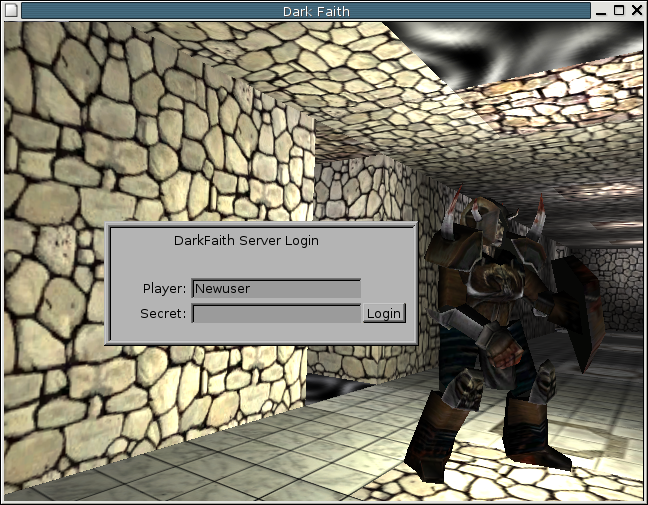 Dark Faith
DarkFaith Server Login
Player: Newuser
Secret:
Login